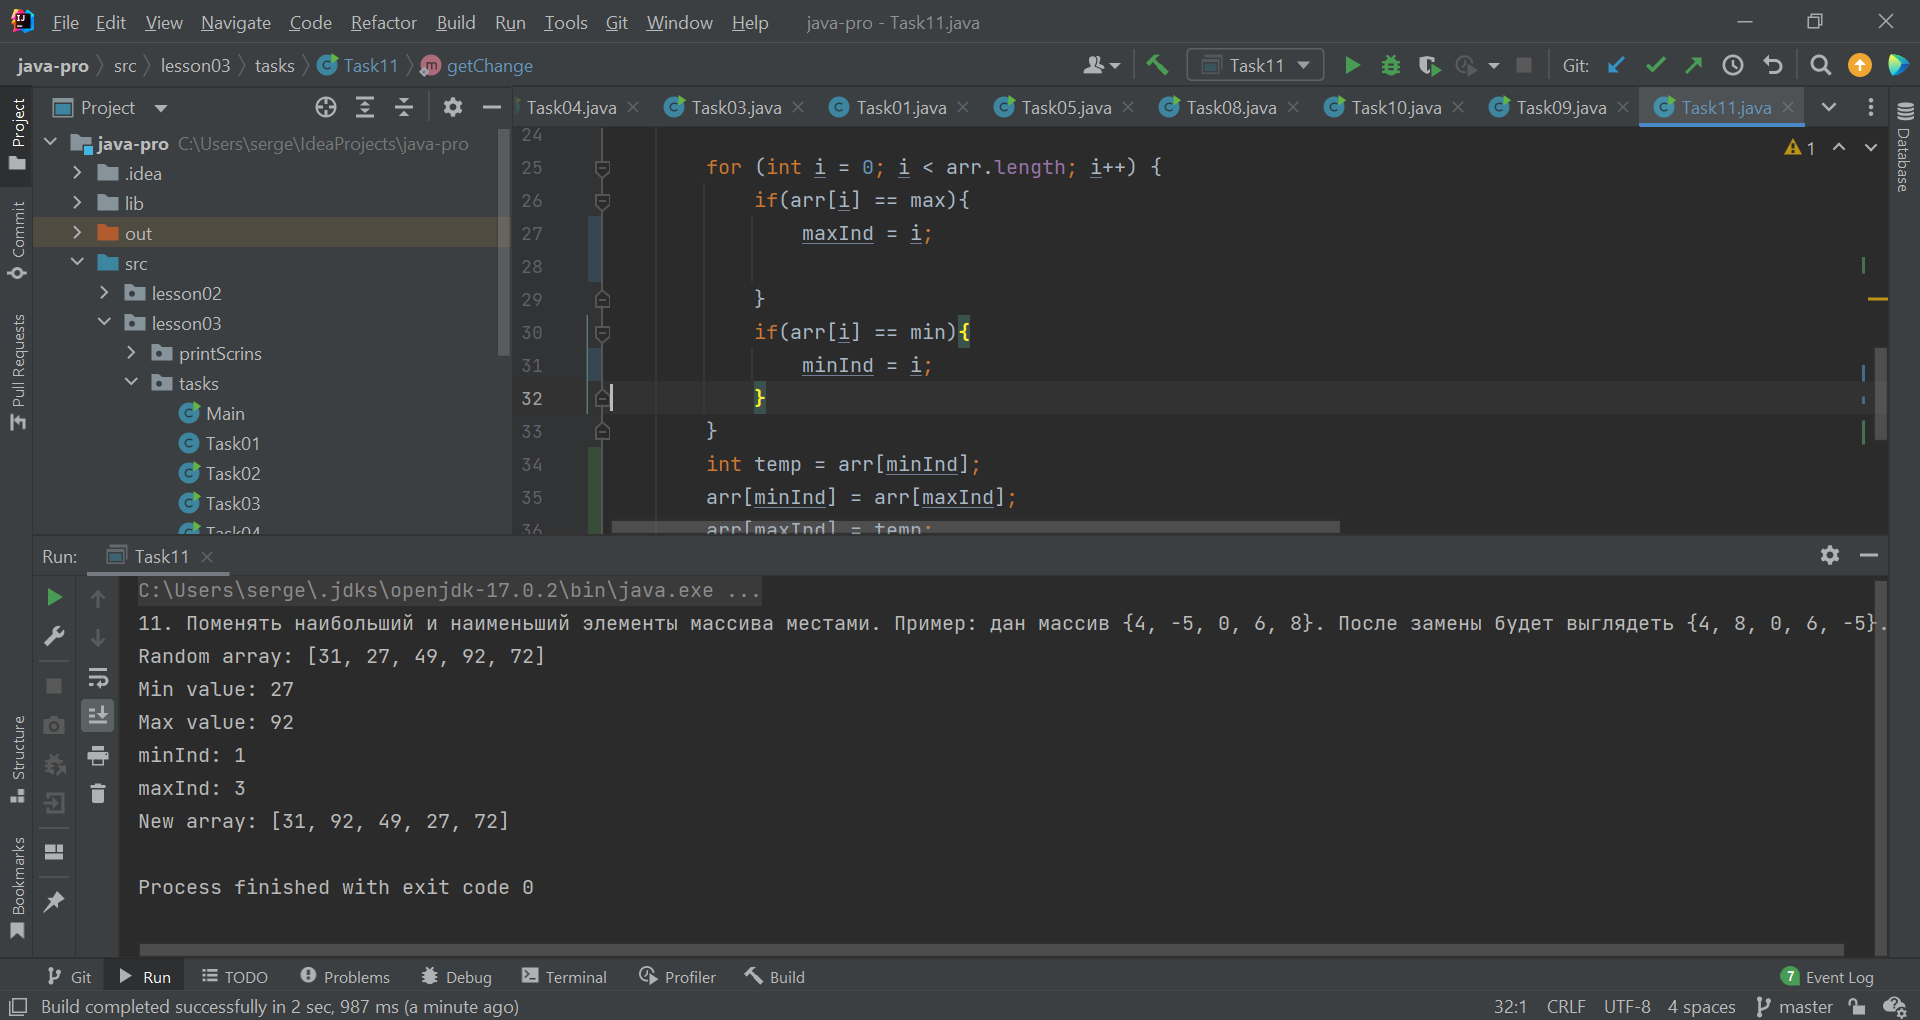 File Edit View Navigate Code Refactor Build Run Tools Git Window Help java-pro - Task11.java
java-pro src lesson03 tasks Task11 getChange Task11 Git:
Project
Commit
Pull Requests
Structure
Bookmarks
Database
Project
Task04.java Task03.java Task01.java Task05.java Task08.java Task10.java Task09.java Task11.java
java-pro C:\Users\serge\IdeaProjects\java-pro
.idea
lib
out
src
lesson02
lesson03
printScrins
tasks
Main
Task01
Task02
Task03
Task04
1
24
25 for (int i = 0; i < arr.length; i++) {
26 if(arr[i] == max){
27 maxInd = i;
28
29 }
30 if(arr[i] == min){
31 minInd = i;
32 }
33 }
34 int temp = arr[minInd];
35 arr[minInd] = arr[maxInd];
36 arr[maxInd] = temp;
Run: Task11
C:\Users\serge\.jdks\openjdk-17.0.2\bin\java.exe ...
11. Поменять наибольший и наименьший элементы массива местами. Пример: дан массив {4, -5, 0, 6, 8}. После замены будет выглядеть {4, 8, 0, 6, -5}.
Random array: [31, 27, 49, 92, 72]
Min value: 27
Max value: 92
minInd: 1
maxInd: 3
New array: [31, 92, 49, 27, 72]
Process finished with exit code 0
Git Run TODO Problems Debug Terminal Profiler Build 7 Event Log
Build completed successfully in 2 sec, 987 ms (a minute ago) 32:1 CRLF UTF-8 4 spaces master